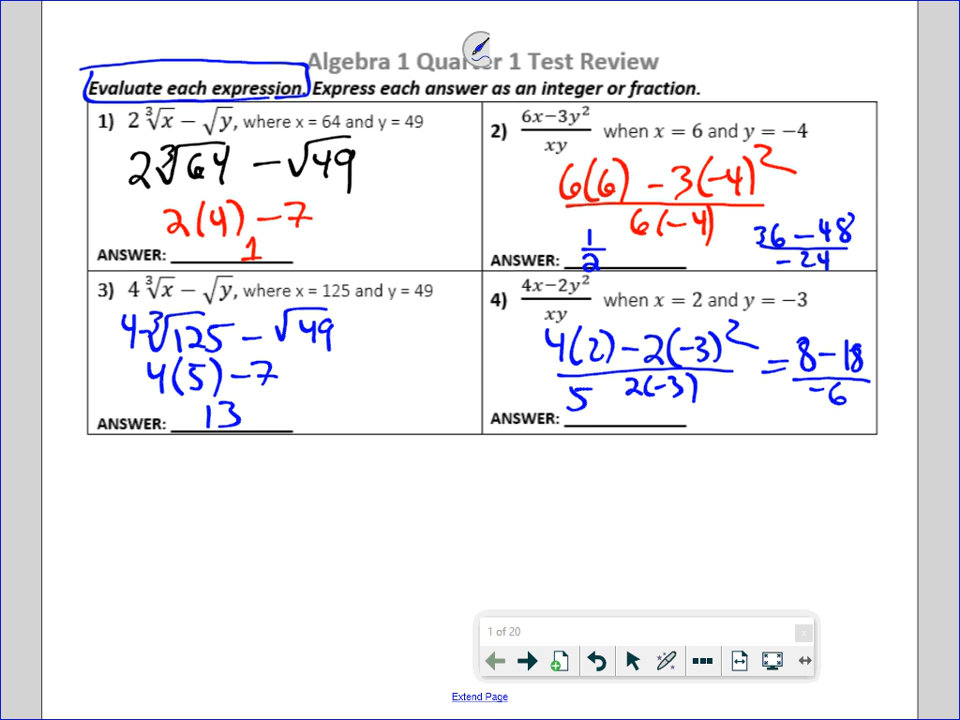 Algebra 1 Quarter 1 Test Review
Evaluate each expression. Express each answer as an integer or fraction.
1) 2∛x − √y, where x = 64 and y = 49
2∛64 − √49
2(4) − 7
1
ANSWER: ____________
2) (6x−3y²)/(xy) when x = 6 and y = −4
(6(6) − 3(−4)²)/(6(−4))
(36 − 48)/(−24)
1/2
ANSWER: ____________
3) 4∛x − √y, where x = 125 and y = 49
4·∛125 − √49
4(5) − 7
13
ANSWER: ____________
4) (4x−2y²)/(xy) when x = 2 and y = −3
(4(2) − 2(−3)²)/(2(−3)) = (8 − 18)/(−6)
5
ANSWER: ____________
1 of 20
x
Extend Page